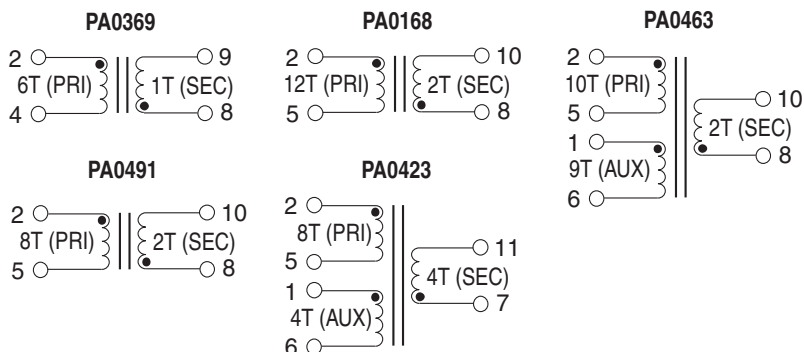 PA0369
2 9
6T (PRI) 1T (SEC)
4 8
PA0168
2 10
12T (PRI) 2T (SEC)
5 8
PA0463
2
10T (PRI)
5
10
2T (SEC)
8
1
9T (AUX)
6
PA0491
2 10
8T (PRI) 2T (SEC)
5 8
PA0423
2
8T (PRI)
5
11
4T (SEC)
7
1
4T (AUX)
6